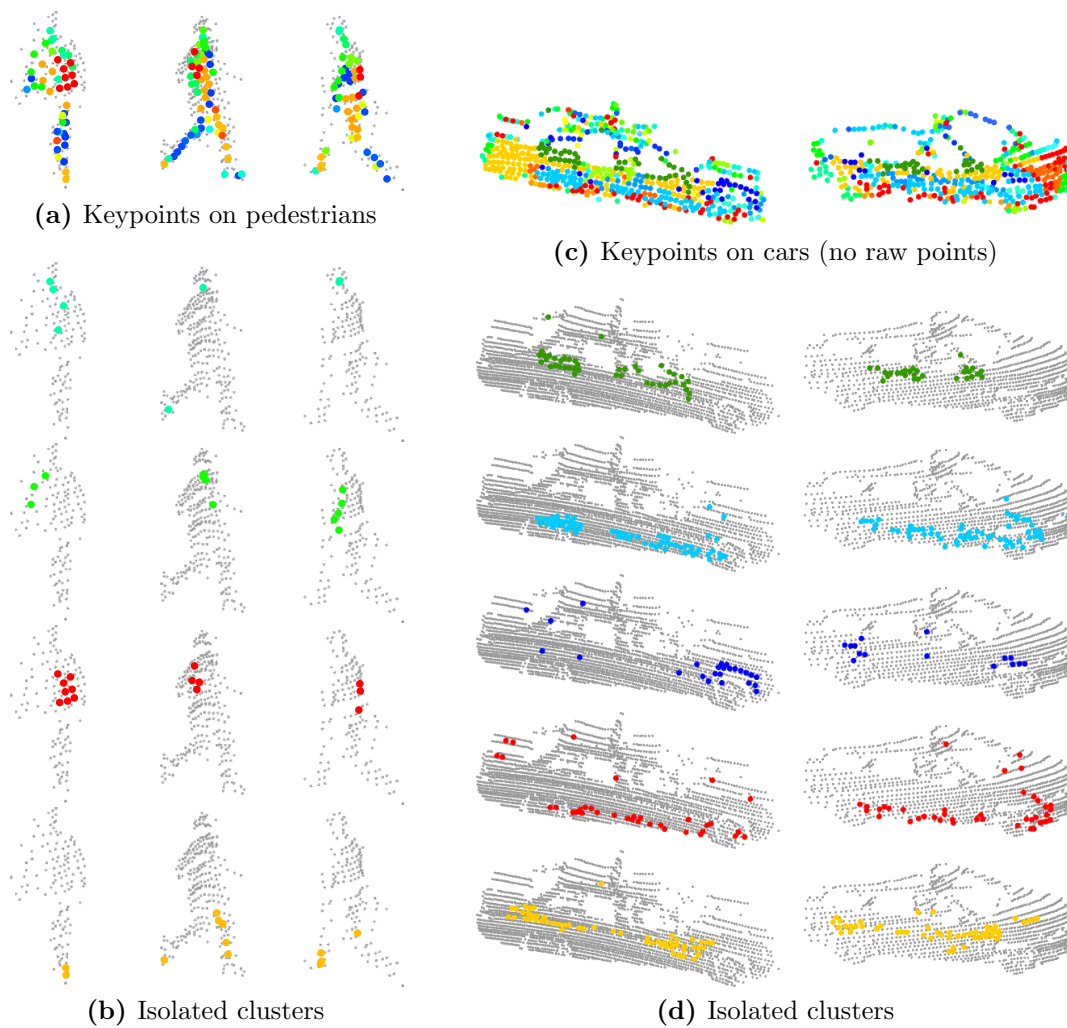 (a) Keypoints on pedestrians
(c) Keypoints on cars (no raw points)
(b) Isolated clusters
(d) Isolated clusters